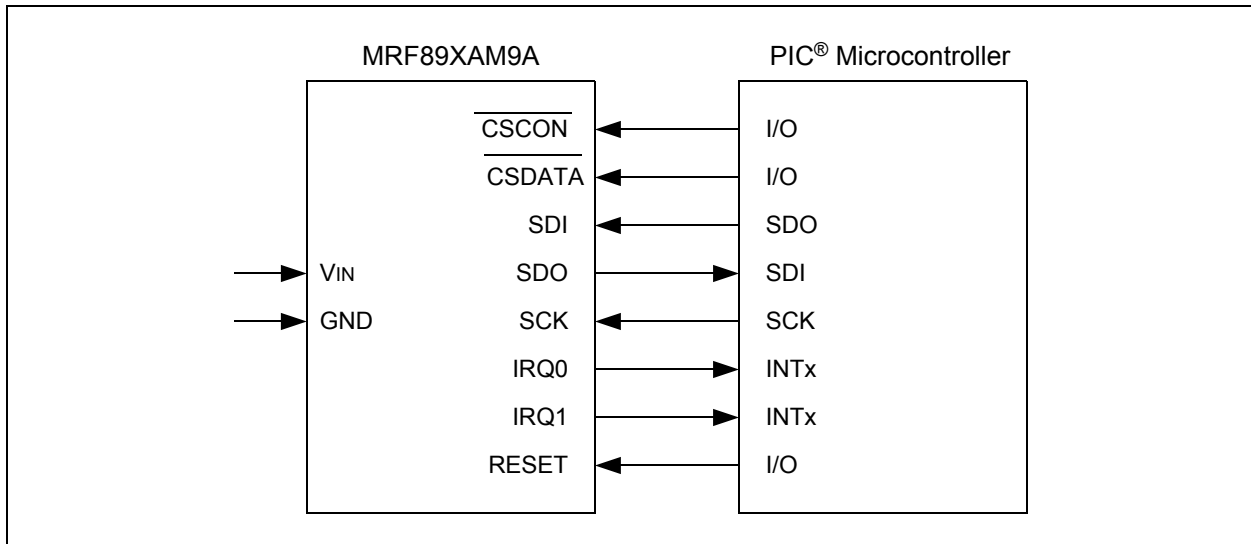 MRF89XAM9A PIC® Microcontroller
CSCON I/O
CSDATA I/O
SDI SDO
VIN SDO SDI
GND SCK SCK
IRQ0 INTx
IRQ1 INTx
RESET I/O